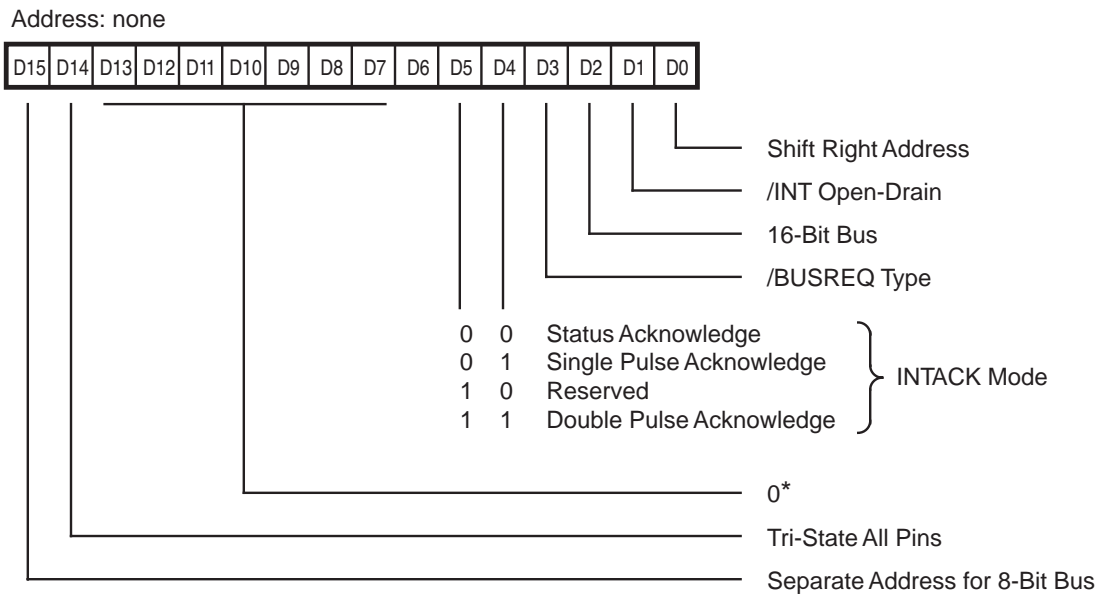 Address: none
D15 D14 D13 D12 D11 D10 D9 D8 D7 D6 D5 D4 D3 D2 D1 D0
Shift Right Address
/INT Open-Drain
16-Bit Bus
/BUSREQ Type
0 0 Status Acknowledge
0 1 Single Pulse Acknowledge
INTACK Mode
1 0 Reserved
1 1 Double Pulse Acknowledge
0*
Tri-State All Pins
Separate Address for 8-Bit Bus